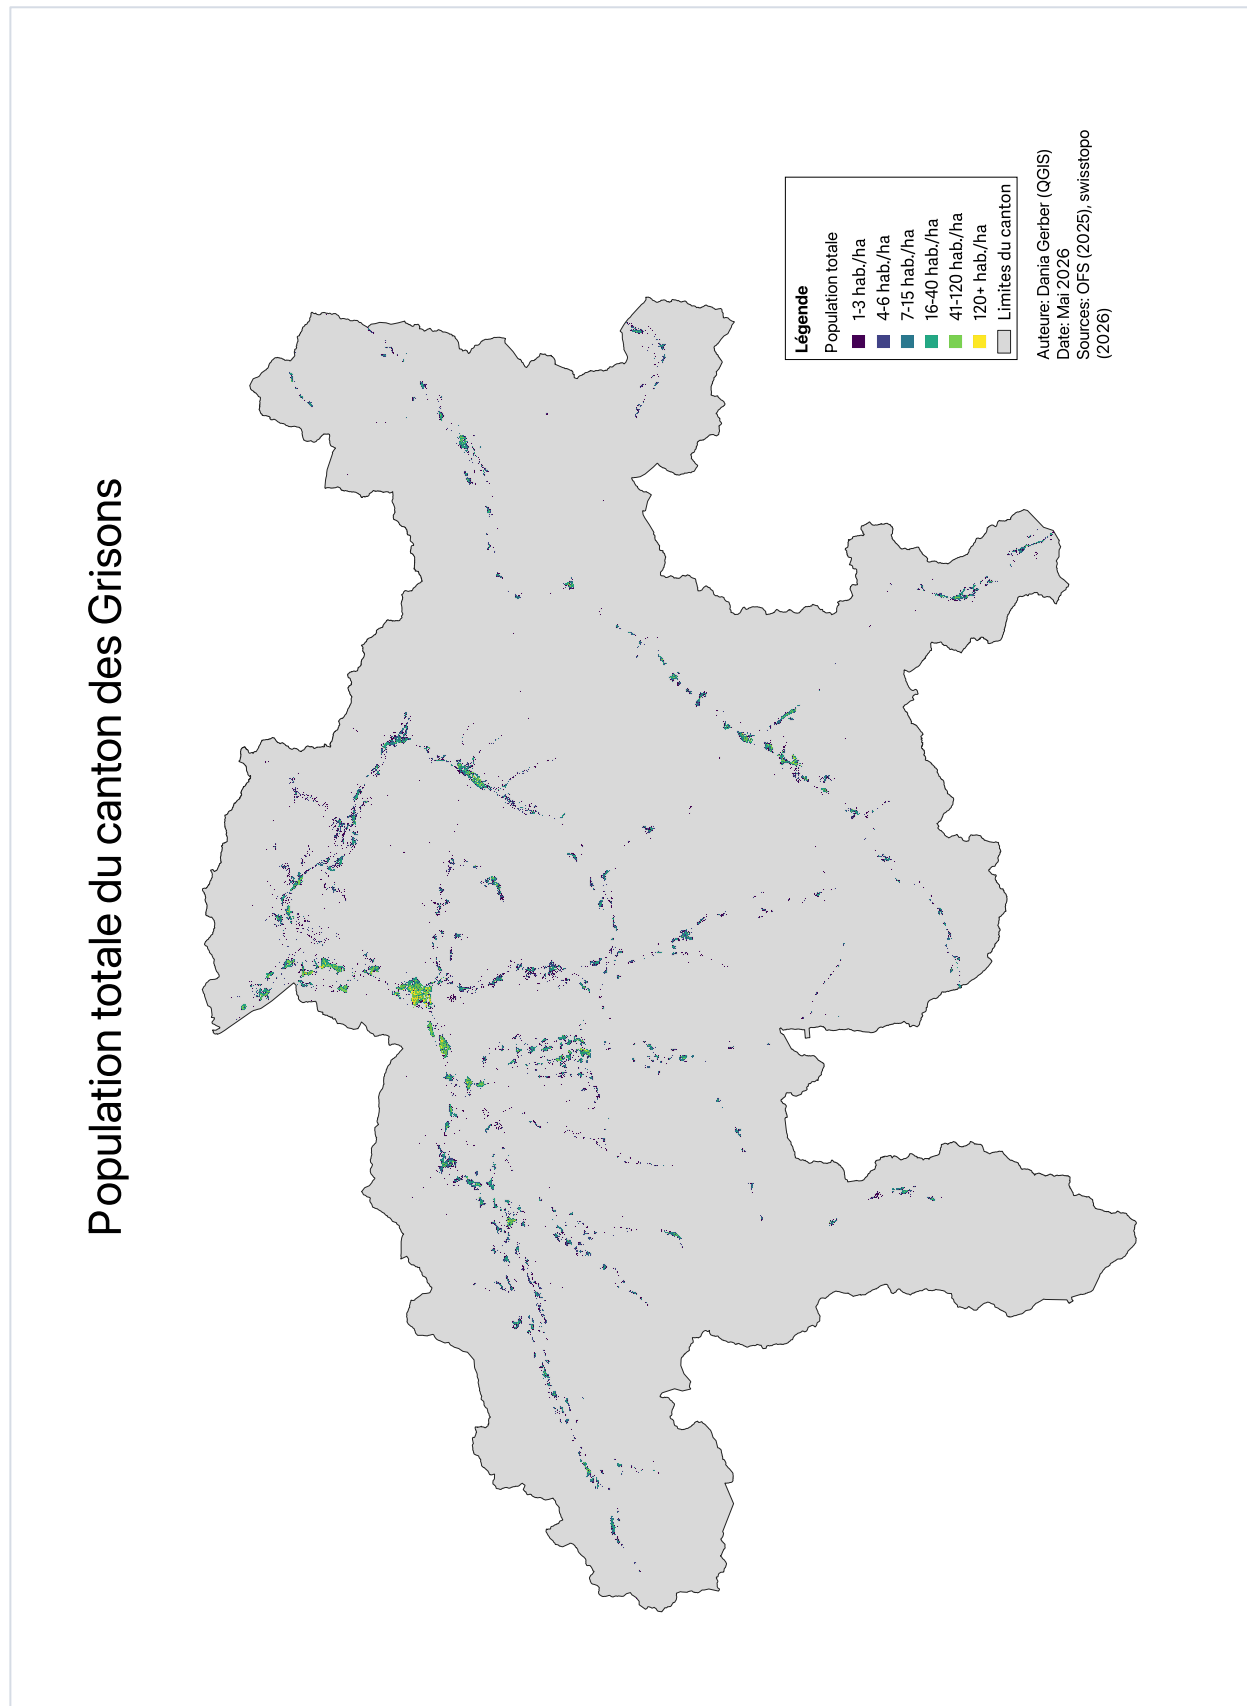 Population totale du canton des Grisons
Légende
Population totale
1-3 hab./ha
4-6 hab./ha
7-15 hab./ha
16-40 hab./ha
41-120 hab./ha
120+ hab./ha
Limites du canton
Auteure: Dania Gerber (QGIS)
Date: Mai 2026
Sources: OFS (2025), swisstopo
(2026)